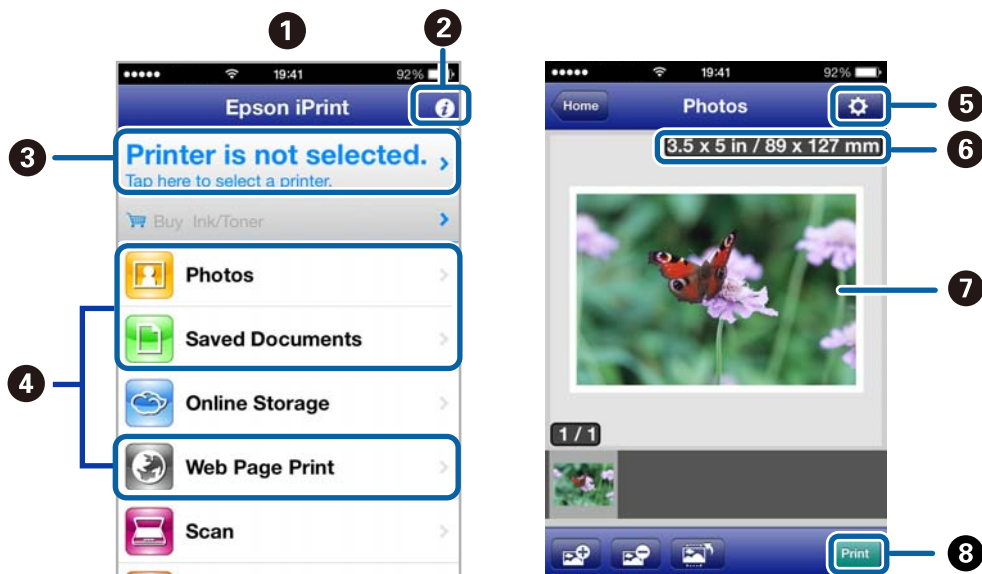 1
2
19:41
92%
Epson iPrint
3
Printer is not selected.
Tap here to select a printer.
Buy Ink/Toner
Photos
Saved Documents
4
Online Storage
Web Page Print
Scan
19:41
92%
Home
Photos
5
3.5 x 5 in / 89 x 127 mm
6
7
1 / 1
Print
8